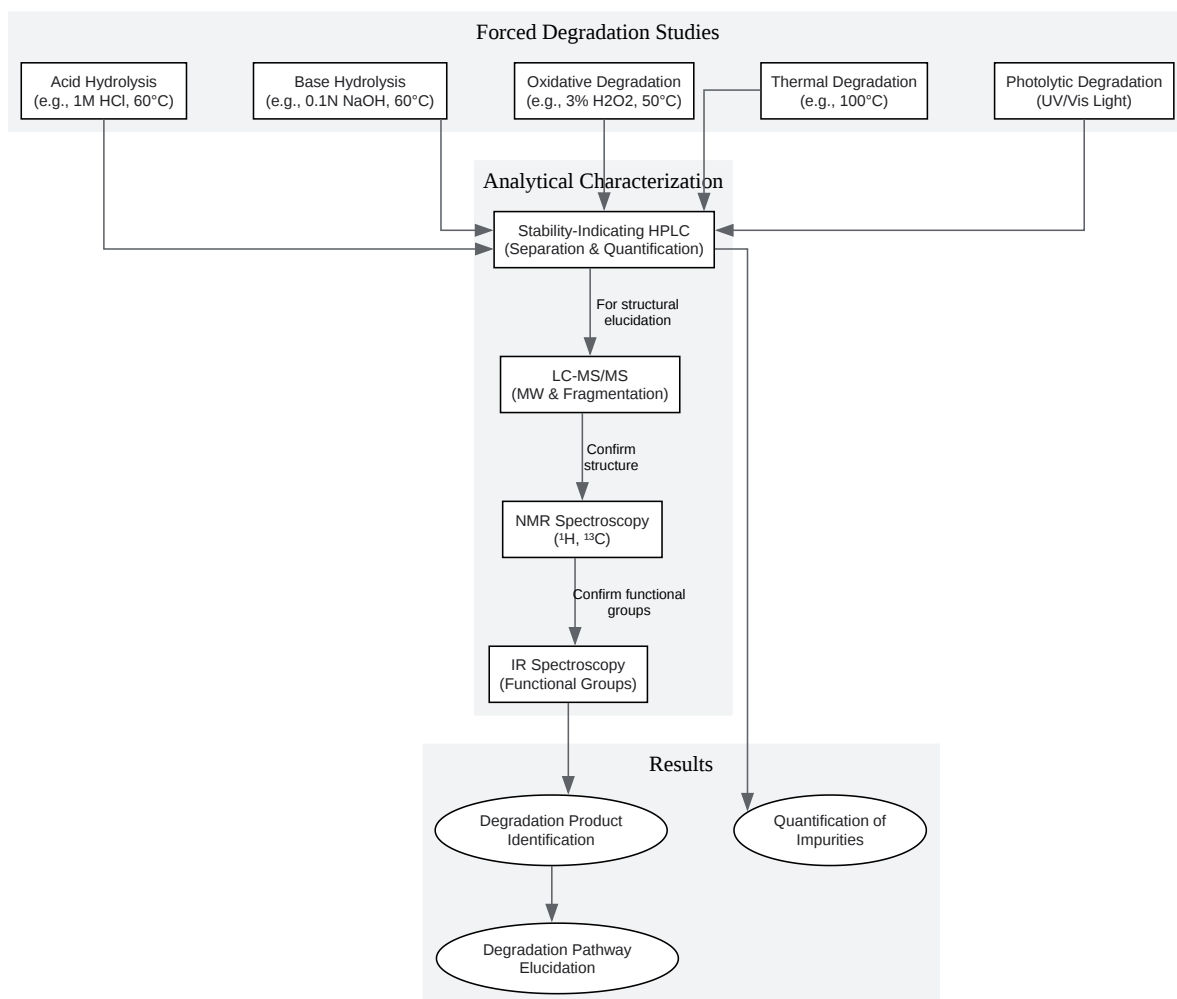 Forced Degradation Studies
Acid Hydrolysis
(e.g., 1M HCl, 60°C)
Base Hydrolysis
(e.g., 0.1N NaOH, 60°C)
Oxidative Degradation
(e.g., 3% H2O2, 50°C)
Thermal Degradation
(e.g., 100°C)
Photolytic Degradation
(UV/Vis Light)
Analytical Characterization
Stability-Indicating HPLC
(Separation & Quantification)
For structural
elucidation
LC-MS/MS
(MW & Fragmentation)
Confirm
structure
NMR Spectroscopy
(¹H, ¹³C)
Confirm functional
groups
IR Spectroscopy
(Functional Groups)
Results
Degradation Product
Identification
Quantification of
Impurities
Degradation Pathway
Elucidation